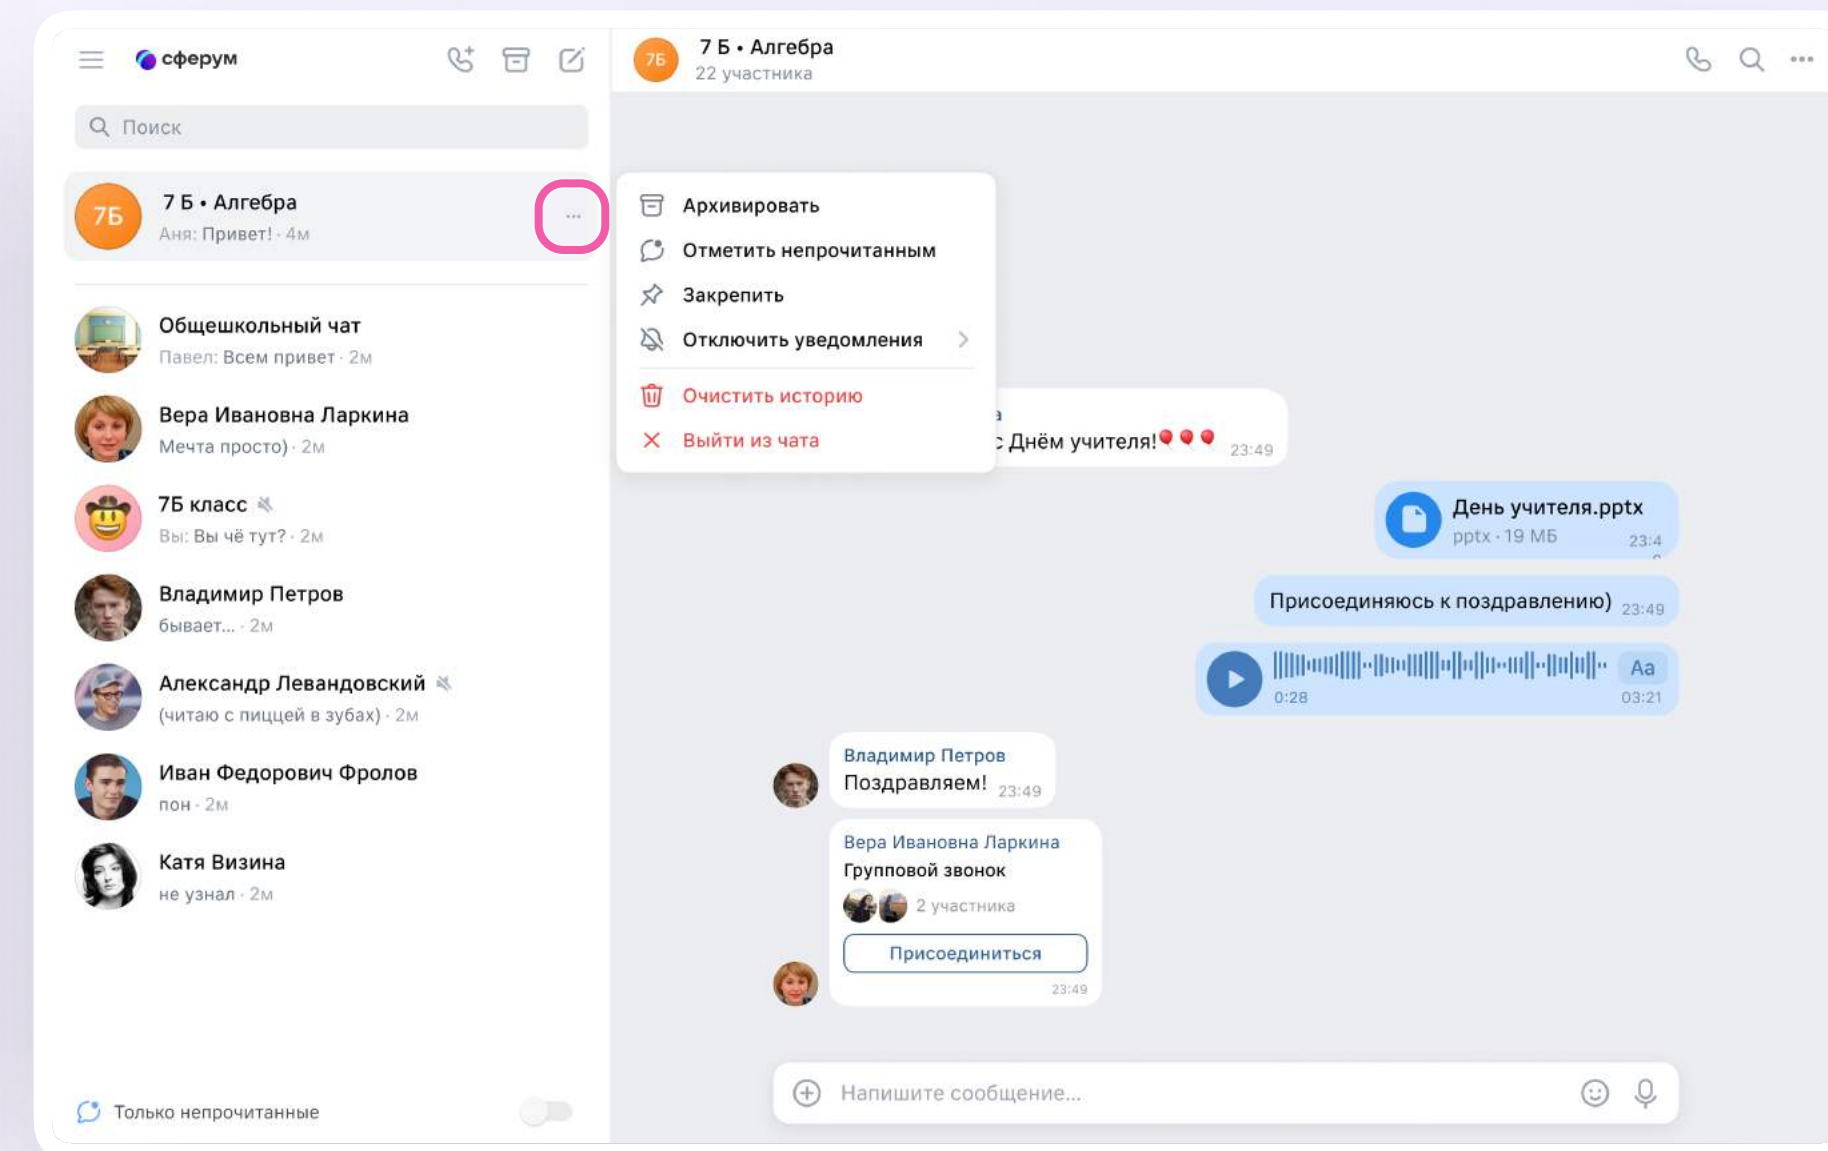 сферум
Поиск
7Б
7 Б • Алгебра
Аня: Привет! · 4м
...
Общешкольный чат
Павел: Всем привет · 2м
Вера Ивановна Ларкина
Мечта просто) · 2м
7Б класс
Вы: Вы чё тут? · 2м
Владимир Петров
бывает... · 2м
Александр Левандовский
(читаю с пиццей в зубах) · 2м
Иван Федорович Фролов
пон · 2м
Катя Визина
не узнал · 2м
Только непрочитанные
7Б
7 Б • Алгебра
22 участника
Архивировать
Отметить непрочитанным
Закрепить
Отключить уведомления
Очистить историю
Выйти из чата
а
с Днём учителя!
23:49
День учителя.pptx
pptx · 19 МБ
23:4
Присоединяюсь к поздравлению) 23:49
Aa
0:28
03:21
Владимир Петров
Поздравляем! 23:49
Вера Ивановна Ларкина
Групповой звонок
2 участника
Присоединиться
23:49
Напишите сообщение...